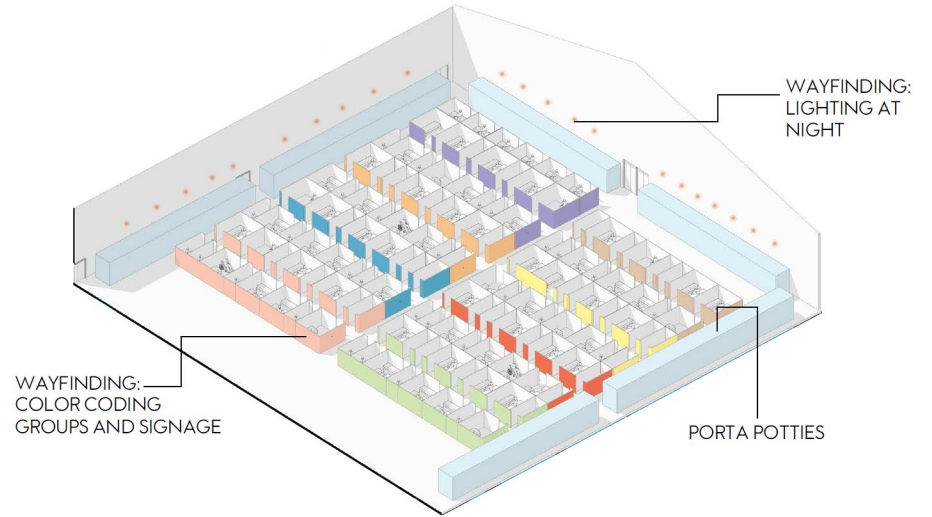 WAYFINDING:
LIGHTING AT
NIGHT
WAYFINDING:
COLOR CODING
GROUPS AND SIGNAGE
PORTA POTTIES